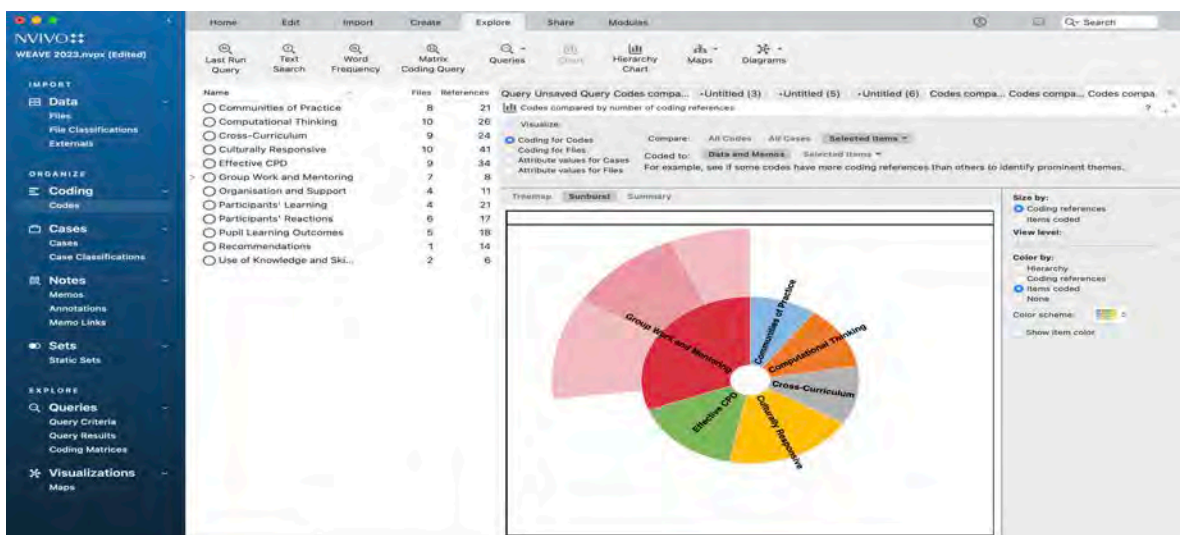 Home Edit Import Create Explore Share Modules Search
NVIVO
WEAVE 2023.nvpx (Edited)
IMPORT
Data
Files
File Classifications
Externals
ORGANIZE
Coding
Codes
Cases
Cases
Case Classifications
Notes
Memos
Annotations
Memo Links
Sets
Static Sets
EXPLORE
Queries
Query Criteria
Query Results
Coding Matrices
Visualizations
Maps
Last Run Query
Text Search
Word Frequency
Matrix Coding Query
Queries
Chart
Hierarchy Chart
Maps
Diagrams
Name Files References
Communities of Practice 8 21
Computational Thinking 10 26
Cross-Curriculum 9 24
Culturally Responsive 10 41
Effective CPD 9 34
Group Work and Mentoring 7 8
Organisation and Support 4 11
Participants' Learning 4 21
Participants' Reactions 6 17
Pupil Learning Outcomes 5 18
Recommendations 1 14
Use of Knowledge and Ski... 2 6
Query Unsaved Query Codes compa... •Untitled (3) •Untitled (5) •Untitled (6) Codes compa... Codes compa... Codes compa
Codes compared by number of coding references ?
Visualize:
Coding for Codes
Coding for Files
Attribute values for Cases
Attribute values for Files
Compare: All Codes All Cases Selected Items
Coded to: Data and Memos Selected Items
For example, see if some codes have more coding references than others to identify prominent themes.
Treemap Sunburst Summary
Communities of Practice
Computational Thinking
Cross-Curriculum
Culturally Responsive
Effective CPD
Group Work and Mentoring
Size by:
Coding references
Items coded
View level:
Color by:
Hierarchy
Coding references
Items coded
None
Color scheme:
Show item color